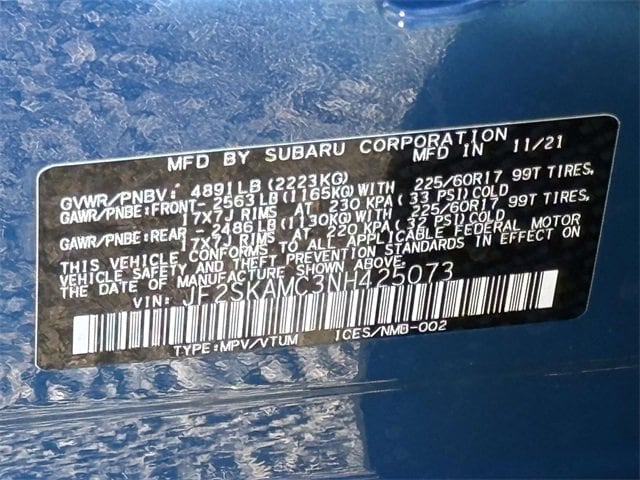 MFD BY SUBARU CORPORATION
MFD IN 11/21
GVWR/PNBV: 4891LB(2223KG)
GAWR/PNBE:FRONT- 2563LB(1165KG)WITH 225/60R17 99T TIRES,
17X7J RIMS AT 230 KPA(33 PSI)COLD
GAWR/PNBE:REAR - 2486LB(1130KG)WITH 225/60R17 99T TIRES,
17X7J RIMS AT 220 KPA(32 PSI)COLD
THIS VEHICLE CONFORMS TO ALL APPLICABLE FEDERAL MOTOR
VEHICLE SAFETY AND THEFT PREVENTION STANDARDS IN EFFECT ON
THE DATE OF MANUFACTURE SHOWN ABOVE.
VIN: JF2SKAMC3NH425073
TYPE:MPV/VTUM ICES/NMB-002